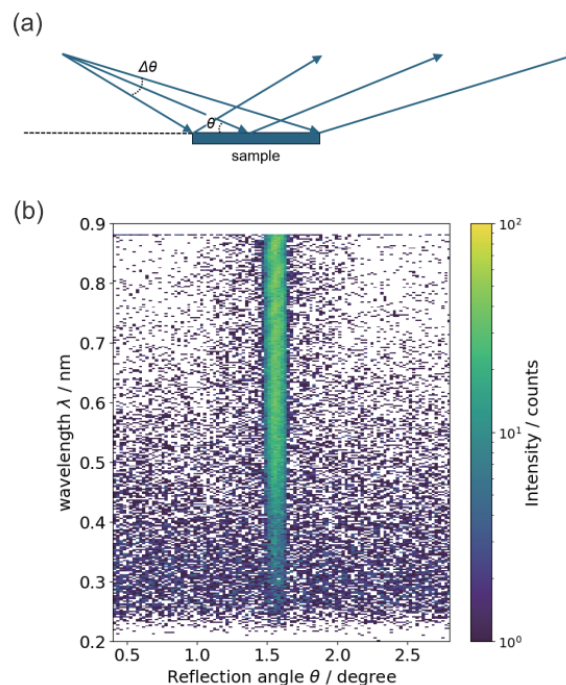 (a)
Δθ
θ
sample
(b)
0.9
0.8
0.7
0.6
0.5
0.4
0.3
0.2
wavelength λ / nm
0.5 1.0 1.5 2.0 2.5
Reflection angle θ / degree
10²
10¹
10⁰
Intensity / counts